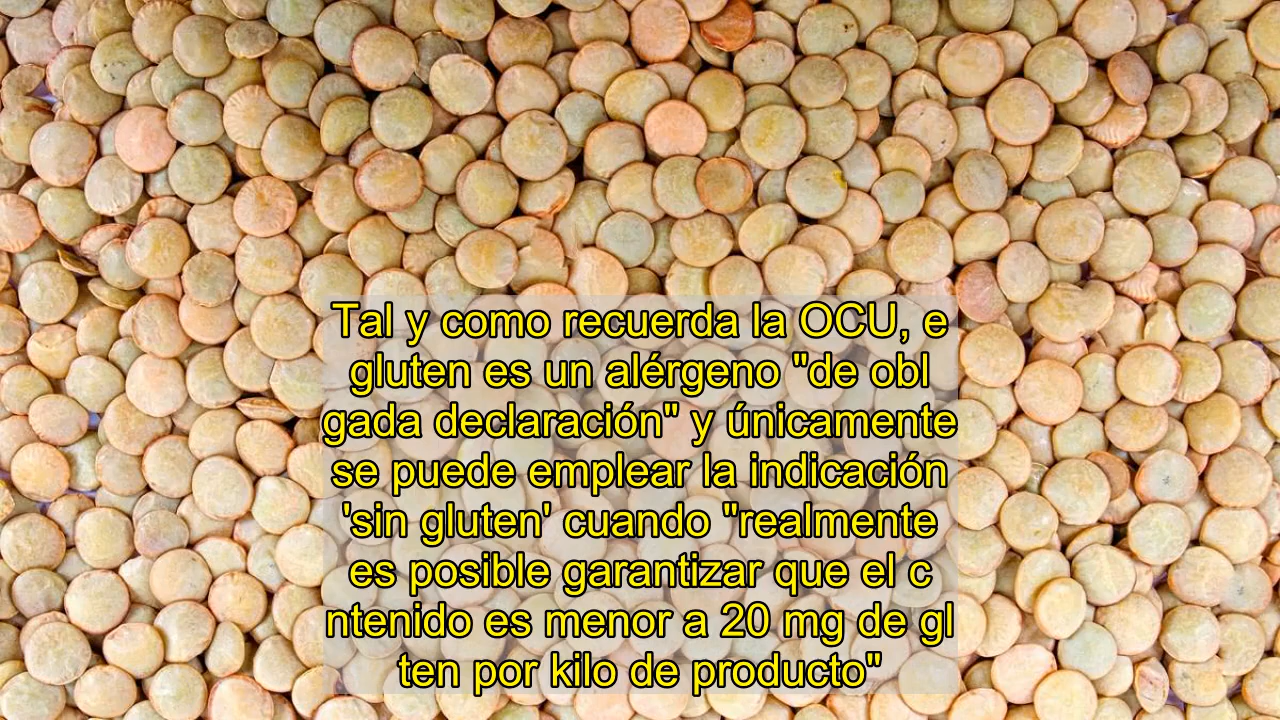 Tal y como recuerda la OCU, e
gluten es un alérgeno "de obl
gada declaración" y únicamente
se puede emplear la indicación
'sin gluten' cuando "realmente
es posible garantizar que el c
ntenido es menor a 20 mg de gl
ten por kilo de producto"